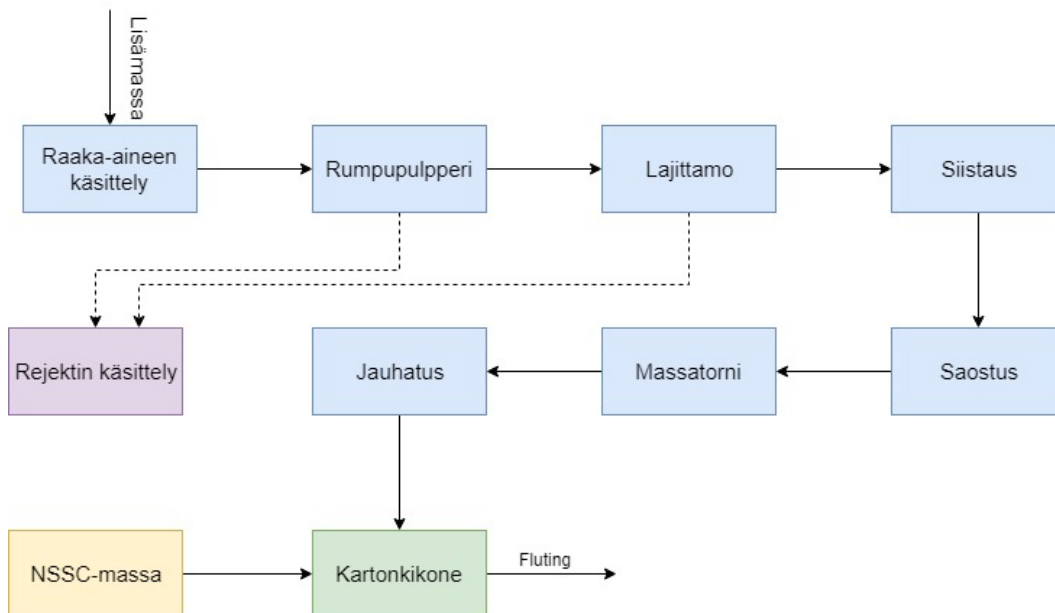 Lisämassa
Raaka-aineen
käsittely
Rumpupulpperi
Lajittamo
Siistaus
Rejektin käsittely
Jauhatus
Massatorni
Saostus
NSSC-massa
Kartonkikone
Fluting